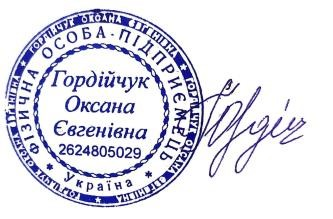 ГОРДІЙЧУК ОКСАНА ЄВГЕНІВНА
ФІЗИЧНА ОСОБА-ПІДПРИЄМЕЦЬ
Гордійчук
Оксана
Євгенівна
2624805029
* Україна *